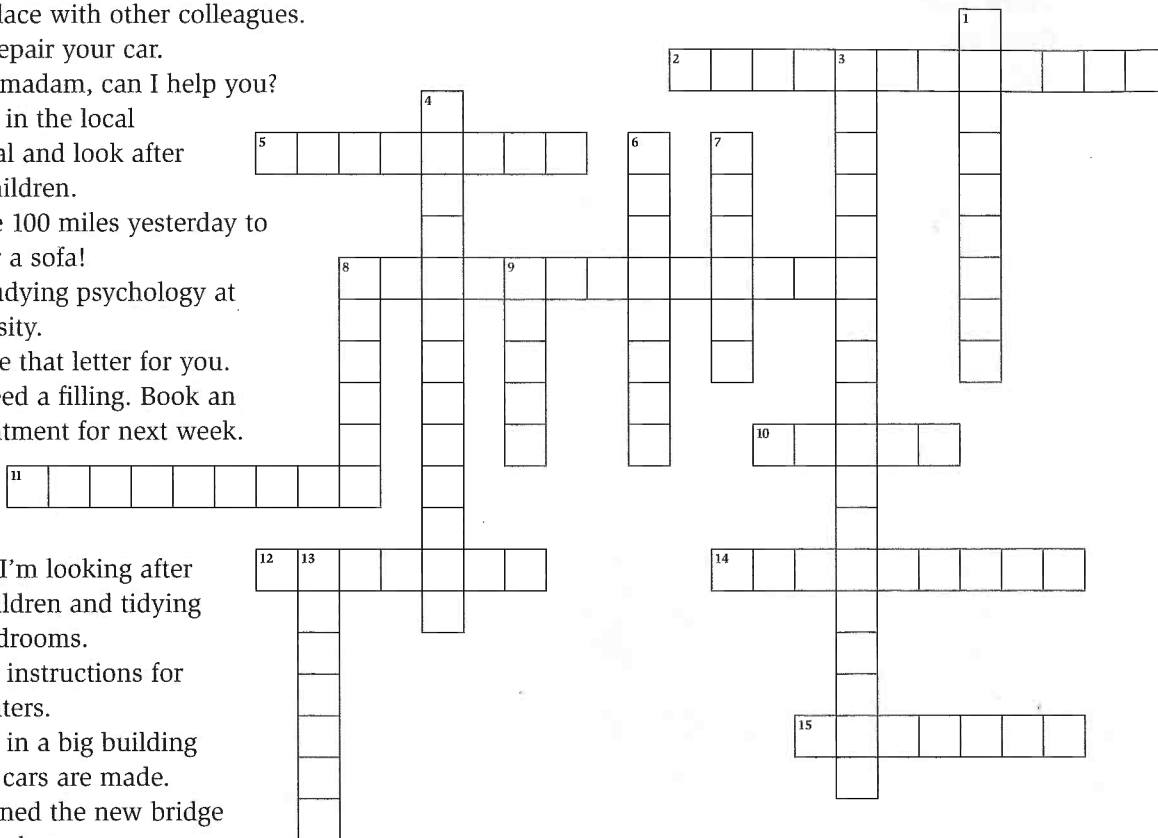 lace with other colleagues.
epair your car.
madam, can I help you?
in the local
al and look after
ildren.
e 100 miles yesterday to
a sofa!
udying psychology at
sity.
e that letter for you.
ed a filling. Book an
tment for next week.
I'm looking after
ldren and tidying
drooms.
instructions for
ters.
in a big building
cars are made.
ned the new bridge
1
2 3
4
5 6 7
8 9
10
11
12 13 14
15